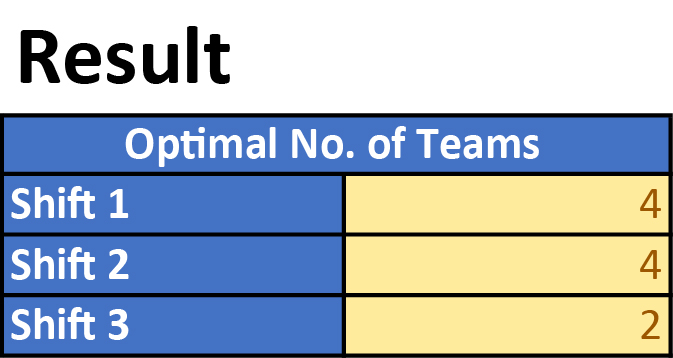 Result
Optimal No. of Teams
Shift 1 4
Shift 2 4
Shift 3 2